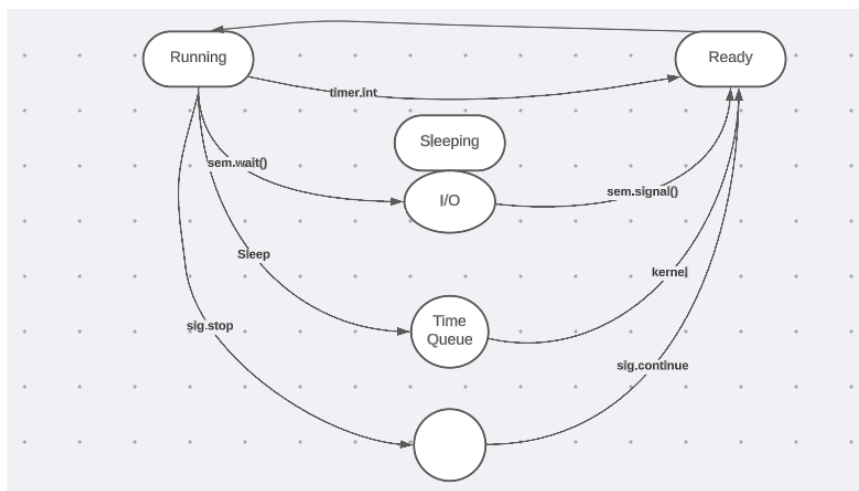 Running
Ready
timer.int
Sleeping
sem.wait()
I/O
sem.signal()
Sleep
kernel
Time
Queue
sig.stop
sig.continue